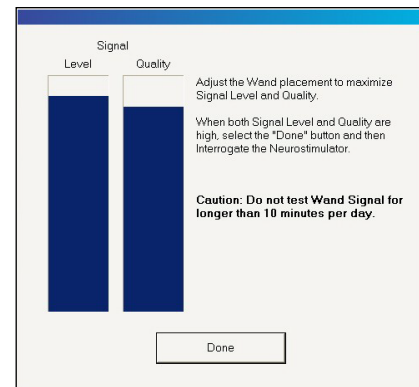 Signal
Level Quality
Adjust the Wand placement to maximize
Signal Level and Quality.
When both Signal Level and Quality are
high, select the "Done" button and then
Interrogate the Neurostimulator.
Caution: Do not test Wand Signal for
longer than 10 minutes per day.
Done